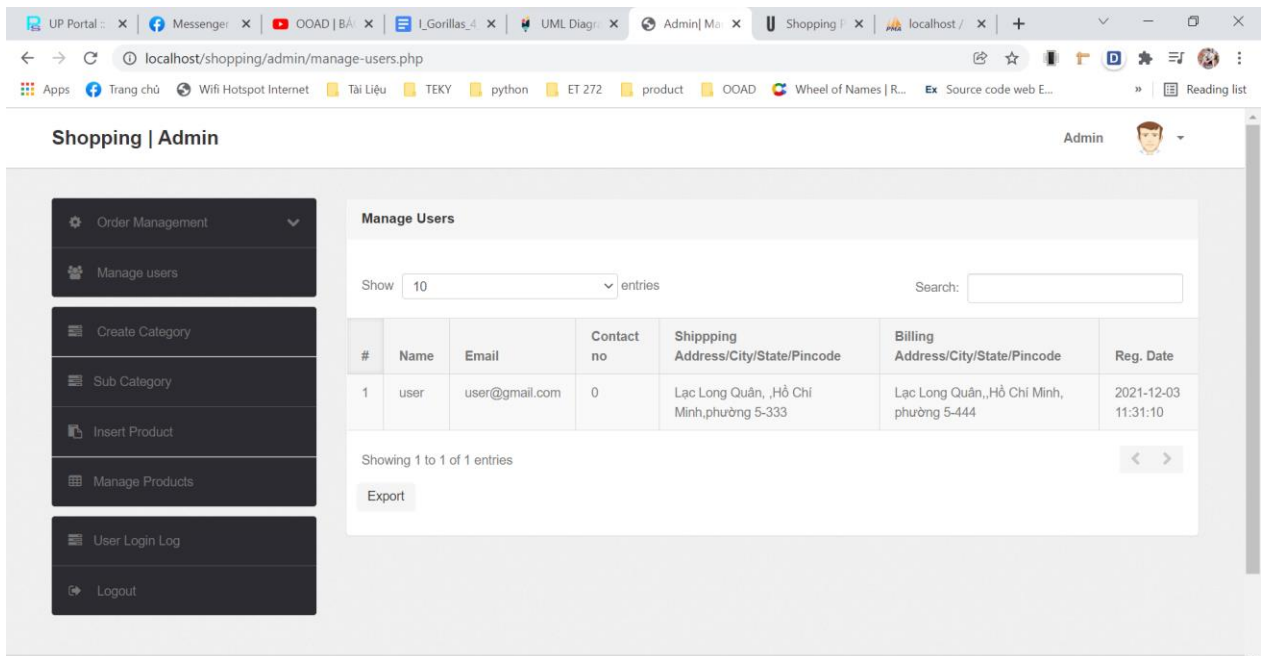 UP Portal :: Messenger OOAD | BÁ I_Gorillas_4 UML Diagr Admin| Ma Shopping P localhost /
localhost/shopping/admin/manage-users.php
Apps Trang chủ Wifi Hotspot Internet Tài Liệu TEKY python ET 272 product OOAD Wheel of Names | R... Ex Source code web E... » Reading list
Shopping | Admin Admin
Order Management
Manage users
Create Category
Sub Category
Insert Product
Manage Products
User Login Log
Logout
Manage Users
Show 10 entries Search:
# Name Email Contact no Shippping Address/City/State/Pincode Billing Address/City/State/Pincode Reg. Date
1 user user@gmail.com 0 Lạc Long Quân, ,Hồ Chí Minh,phường 5-333 Lạc Long Quân,,Hồ Chí Minh, phường 5-444 2021-12-03 11:31:10
Showing 1 to 1 of 1 entries
Export